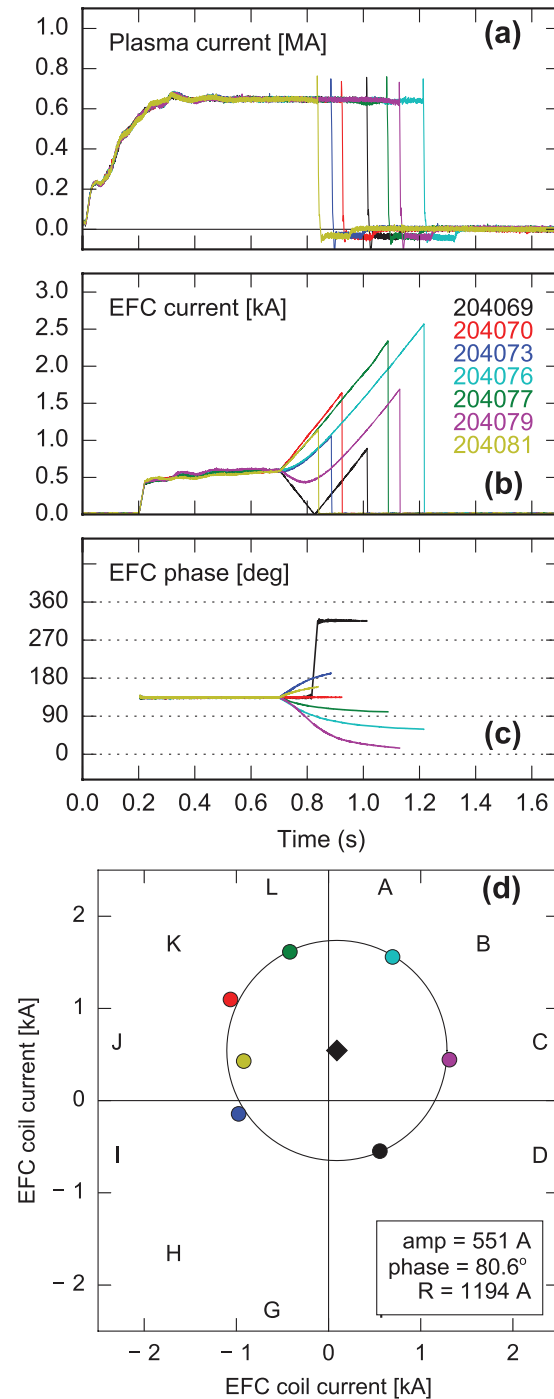 1.0
Plasma current [MA]
(a)
0.8
0.6
0.4
0.2
0.0
3.0
EFC current [kA]
204069
2.5
204070
204073
2.0
204076
1.5
204077
204079
1.0
204081
0.5
(b)
0.0
EFC phase [deg]
360
270
180
90
(c)
0
0.0 0.2 0.4 0.6 0.8 1.0 1.2 1.4 1.6
Time (s)
L A (d)
2
K B
1
J C
0
I D
− 1
H
amp = 551 A
phase = 80.6°
R = 1194 A
− 2
G
− 2 − 1 0 1 2
EFC coil current [kA]
EFC coil current [kA]